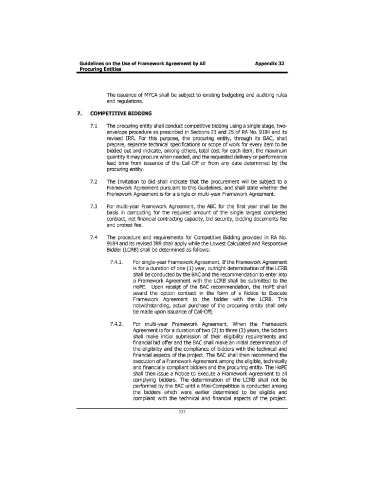 Guidelines on the Use of Framework Agreement by All Appendix 32
Procuring Entities
The issuance of MYCA shall be subject to existing budgeting and auditing rules
and regulations.
7. COMPETITIVE BIDDING
7.1 The procuring entity shall conduct competitive bidding using a single stage, two-
envelope procedure as prescribed in Sections 23 and 25 of RA No. 9184 and its
revised IRR. For this purpose, the procuring entity, through its BAC, shall
prepare, separate technical specifications or scope of work for every item to be
bidded out and indicate, among others, total cost for each item, the maximum
quantity it may procure when needed, and the requested delivery or performance
lead time from issuance of the Call-Off or from any date determined by the
procuring entity.
7.2 The Invitation to Bid shall indicate that the procurement will be subject to a
Framework Agreement pursuant to this Guidelines, and shall state whether the
Framework Agreement is for a single or multi-year Framework Agreement.
7.3 For multi-year Framework Agreement, the ABC for the first year shall be the
basis in computing for the required amount of the single largest completed
contract, net financial contracting capacity, bid security, bidding documents fee
and protest fee.
7.4 The procedure and requirements for Competitive Bidding provided in RA No.
9184 and its revised IRR shall apply while the Lowest Calculated and Responsive
Bidder (LCRB) shall be determined as follows:
7.4.1. For single-year Framework Agreement. If the Framework Agreement
is for a duration of one (1) year, outright determination of the LCRB
shall be conducted by the BAC and the recommendation to enter into
a Framework Agreement with the LCRB shall be submitted to the
HoPE. Upon receipt of the BAC recommendation, the HoPE shall
award the option contract in the form of a Notice to Execute
Framework Agreement to the bidder with the LCRB. This
notwithstanding, actual purchase of the procuring entity shall only
be made upon issuance of Call-Off;
7.4.2. For multi-year Framework Agreement. When the Framework
Agreement is for a duration of two (2) to three (3) years, the bidders
shall make initial submission of their eligibility requirements and
financial bid offer and the BAC shall make an initial determination of
the eligibility and the compliance of bidders with the technical and
financial aspects of the project. The BAC shall then recommend the
execution of a Framework Agreement among the eligible, technically
and financially compliant bidders and the procuring entity. The HoPE
shall then issue a Notice to Execute a Framework Agreement to all
complying bidders. The determination of the LCRB shall not be
performed by the BAC until a Mini-Competition is conducted among
the bidders which were earlier determined to be eligible and
compliant with the technical and financial aspects of the project.